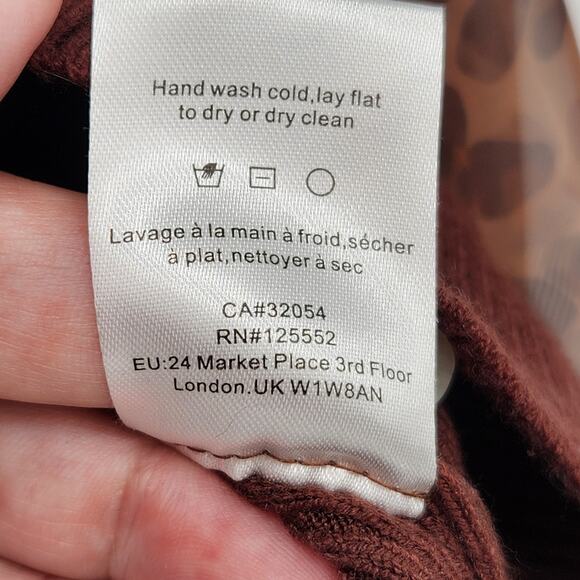 Hand wash cold,lay flat
to dry or dry clean
Lavage à la main à froid,sécher
à plat,nettoyer à sec
CA#32054
RN#125552
EU:24 Market Place 3rd Floor
London.UK W1W8AN